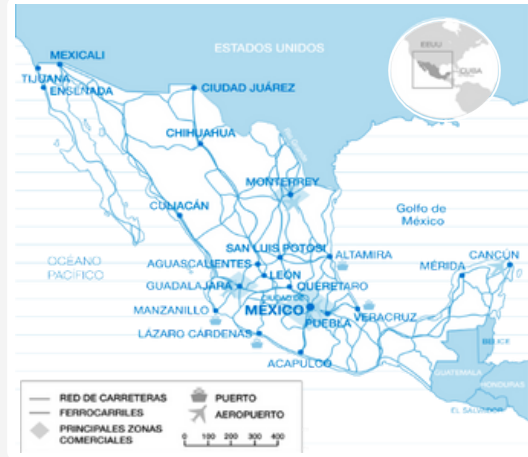 EEUU
CUBA
ESTADOS UNIDOS
MEXICALI
TIJUANA
ENSENADA
CIUDAD JUÁREZ
CHIHUAHUA
MONTERREY
CULIACÁN
Golfo de
México
OCÉANO
PACÍFICO
SAN LUIS POTOSI
ALTAMIRA
AGUASCALIENTES
LEÓN
CANCÚN
MÉRIDA
GUADALAJARA
QUERÉTARO
CIUDAD DE
MÉXICO
MANZANILLO
PUEBLA
VERACRUZ
LÁZARO CÁRDENAS
ACAPULCO
BELICE
GUATEMALA
HONDURAS
EL SALVADOR
RED DE CARRETERAS
FERROCARRILES
PRINCIPALES ZONAS
COMERCIALES
PUERTO
AEROPUERTO
0 100 200 300 400